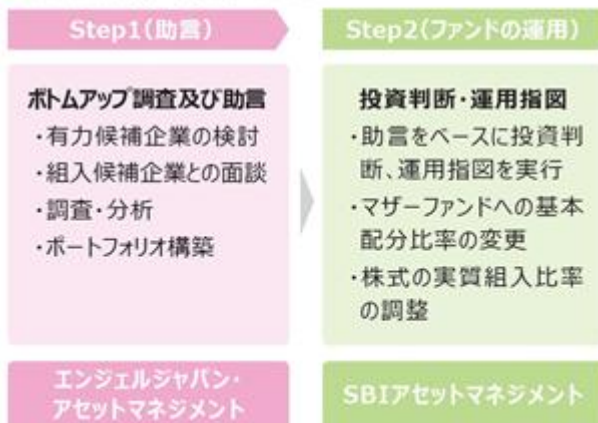 Step1(助言)
ボトムアップ調査及び助言
・有力候補企業の検討
・組入候補企業との面談
・調査・分析
・ポートフォリオ構築
エンジェルジャパン・
アセットマネジメント
Step2(ファンドの運用)
投資判断・運用指図
・助言をベースに投資判
断、運用指図を実行
・マザーファンドへの基本
配分比率の変更
・株式の実質組入比率
の調整
SBIアセットマネジメント